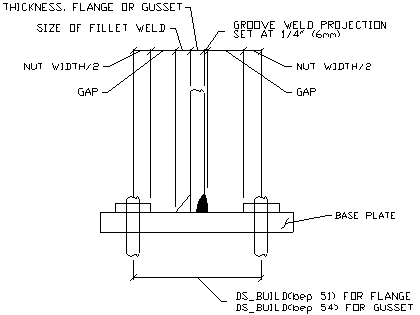 THICKNESS, FLANGE OR GUSSET
SIZE OF FILLET WELD
GROOVE WELD PROJECTION
SET AT 1/4" (6mm)
NUT WIDTH/2
NUT WIDTH/2
GAP
GAP
BASE PLATE
DS_BUILD(bep 51) FOR FLANGE
DS_BUILD(bep 54) FOR GUSSET